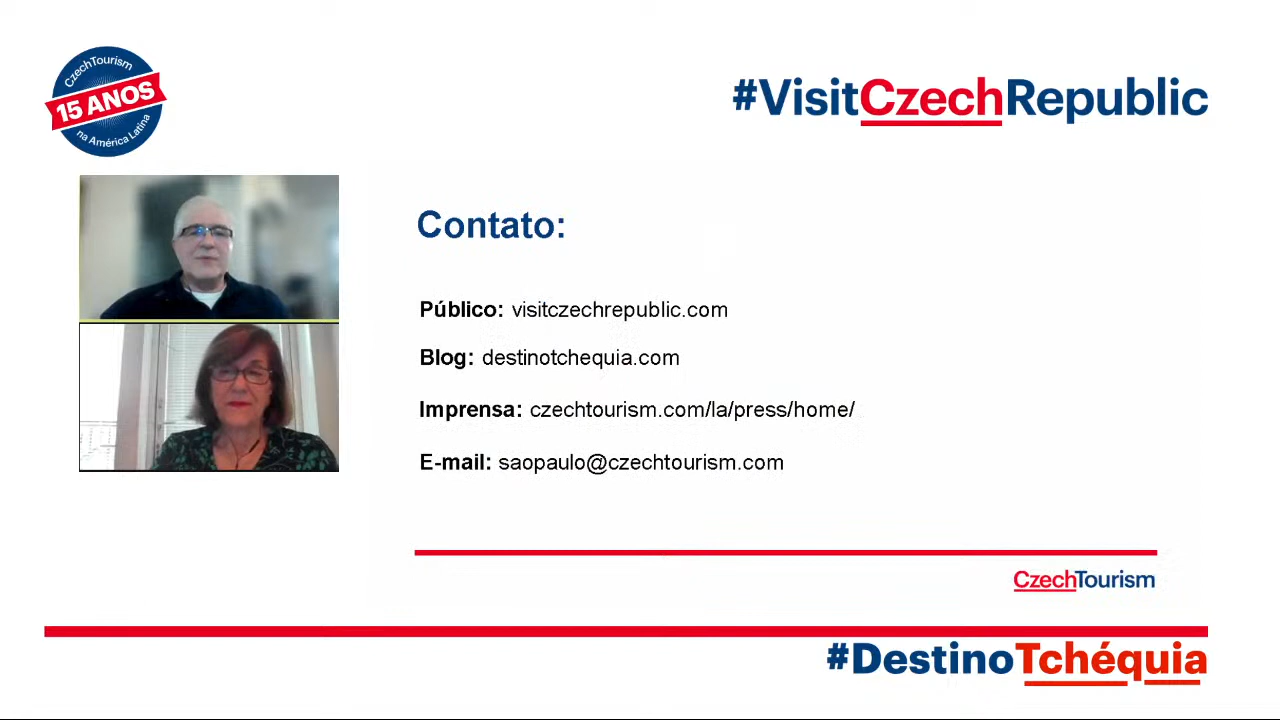 CzechTourism
15 ANOS
na América Latina
#VisitCzechRepublic
Contato:
Público: visitczechrepublic.com
Blog: destinotchequia.com
Imprensa: czechtourism.com/la/press/home/
E-mail: saopaulo@czechtourism.com
CzechTourism
#DestinoTchéquia